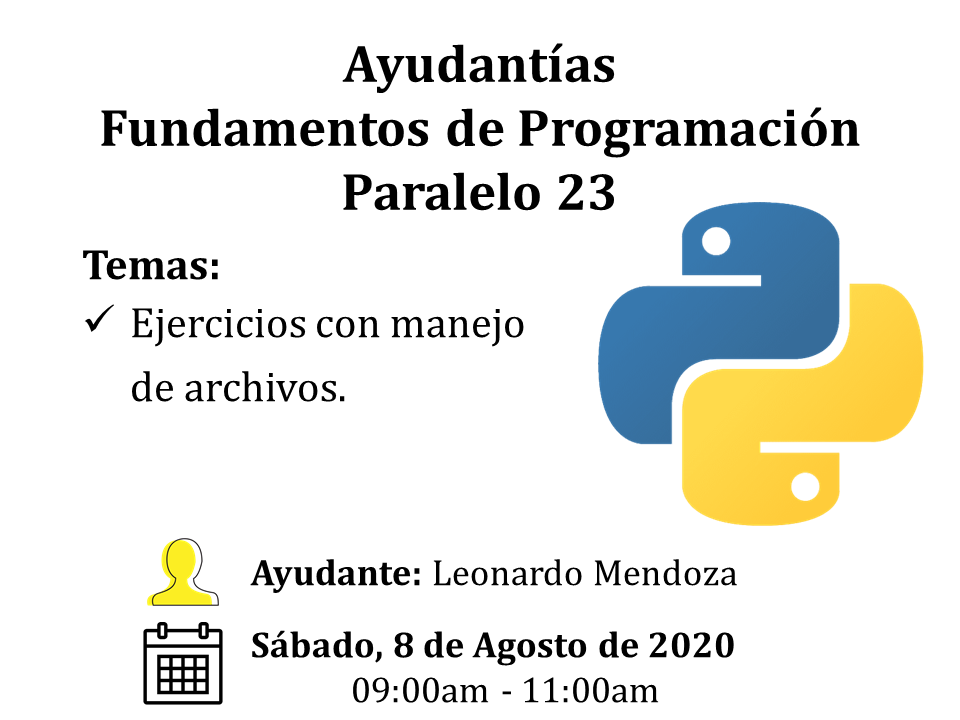 Ayudantías
Fundamentos de Programación
Paralelo 23
Temas:
✓ Ejercicios con manejo
de archivos.
Ayudante: Leonardo Mendoza
Sábado, 8 de Agosto de 2020
09:00am - 11:00am